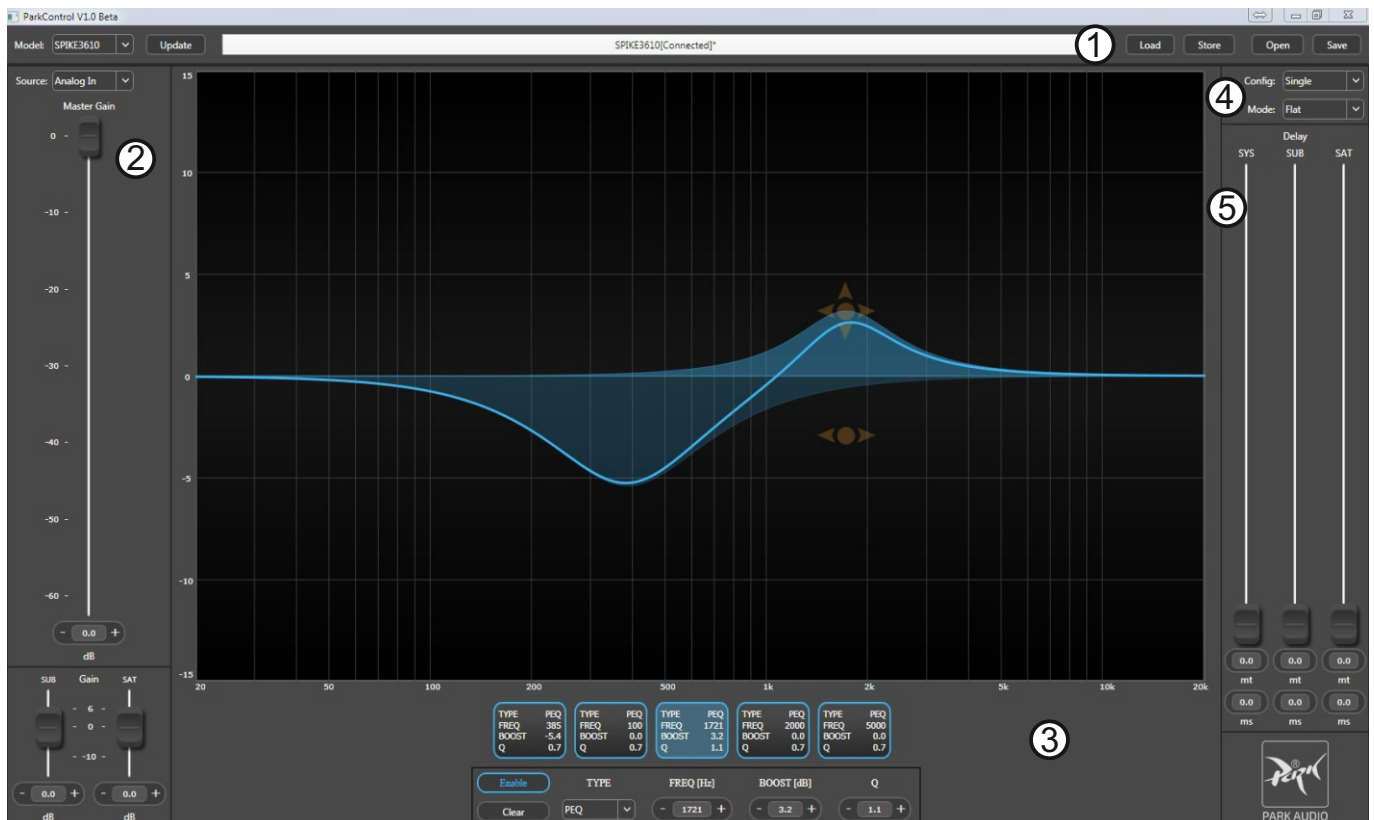 ParkControl V1.0 Beta
Model: SPIKE3610 Update SPIKE3610[Connected]* 1 Load Store Open Save
Source: Analog In
Master Gain
2
0 -
-10 -
-20 -
-30 -
-40 -
-50 -
-60 -
- 0.0 +
dB
SUB Gain SAT
- 6 -
- 0 -
- -10 -
- 0.0 + - 0.0 +
dB dB
15
10
5
0
-5
-10
-15
20 50 100 200 500 1k 2k 5k 10k 20k
TYPE PEQ
FREQ 385
BOOST -5.4
Q 0.7
TYPE PEQ
FREQ 100
BOOST 0.0
Q 0.7
TYPE PEQ
FREQ 1721
BOOST 3.2
Q 1.1
TYPE PEQ
FREQ 2000
BOOST 0.0
Q 0.7
TYPE PEQ
FREQ 5000
BOOST 0.0
Q 0.7
3
Enable TYPE FREQ [Hz] BOOST [dB] Q
Clear PEQ - 1721 + - 3.2 + - 1.1 +
4
Config: Single
Mode: Flat
Delay
SYS SUB SAT
5
0.0 0.0 0.0
mt mt mt
0.0 0.0 0.0
ms ms ms
Park ®
PARK AUDIO